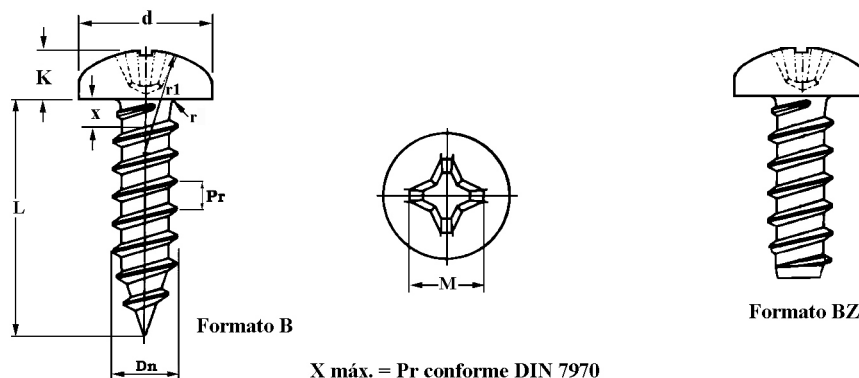 d
K
r1
x
r
Pr
L
M
Formato B
Formato BZ
Dn
X máx. = Pr conforme DIN 7970